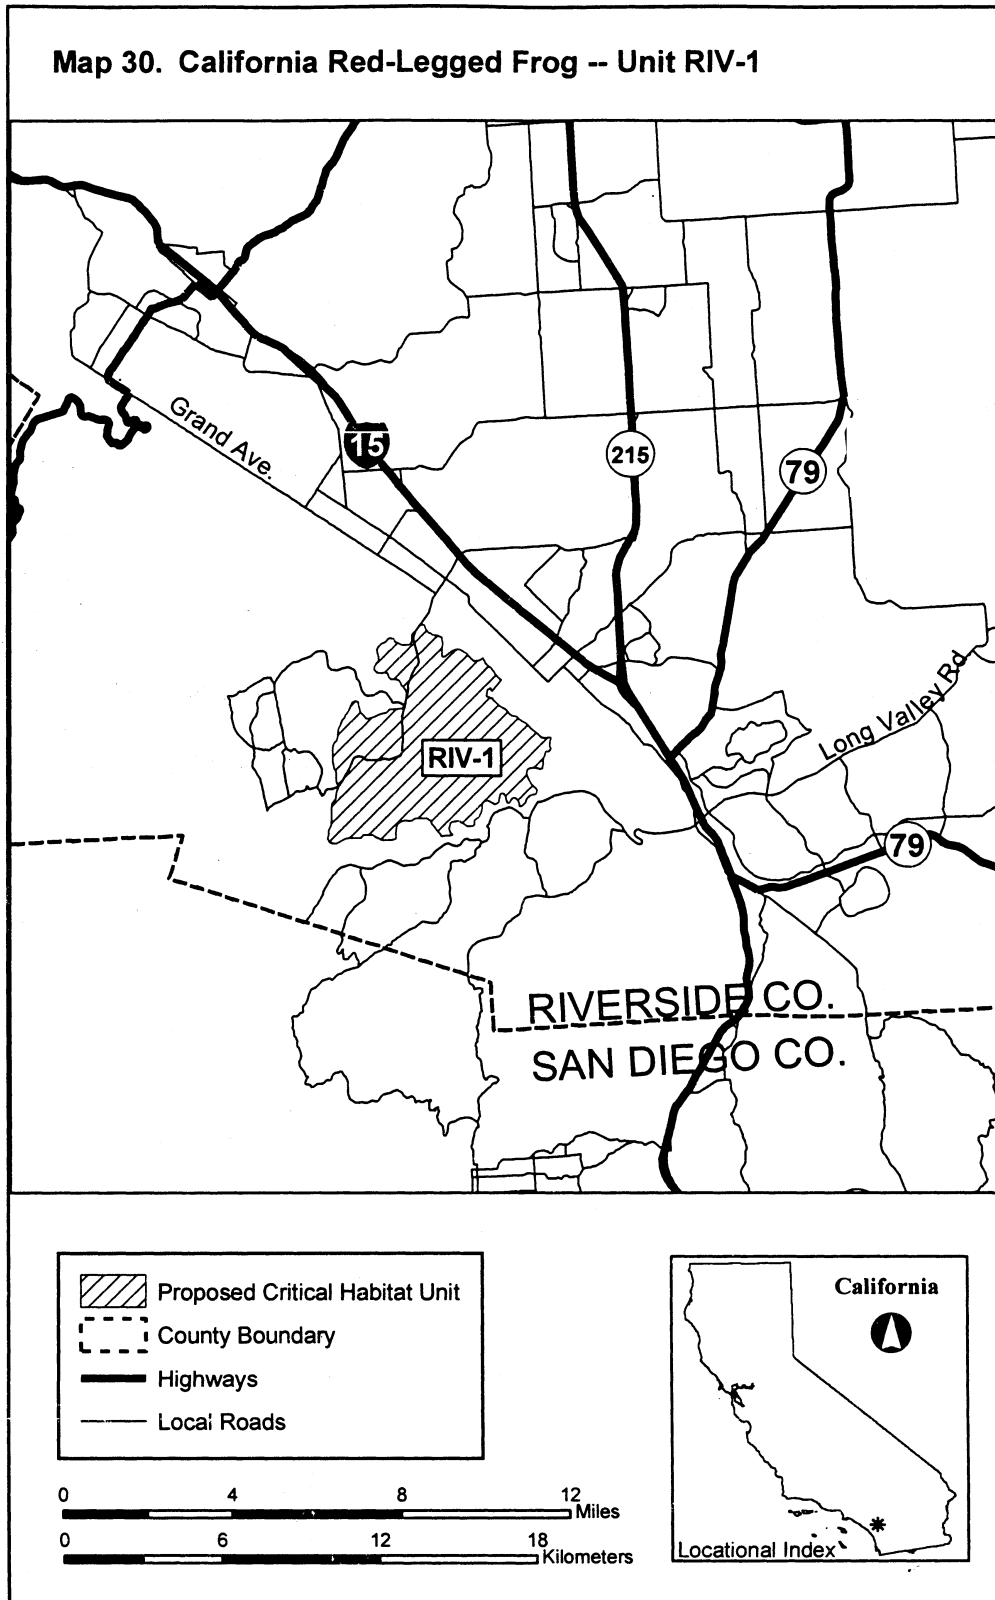 Map 30. California Red-Legged Frog -- Unit RIV-1
Grand Ave.
15
215
79
Long Valley Rd
RIV-1
79
RIVERSIDE CO.
SAN DIEGO CO.
Proposed Critical Habitat Unit
County Boundary
Highways
Local Roads
0 4 8 12
Miles
0 6 12 18
Kilometers
California
Locational Index